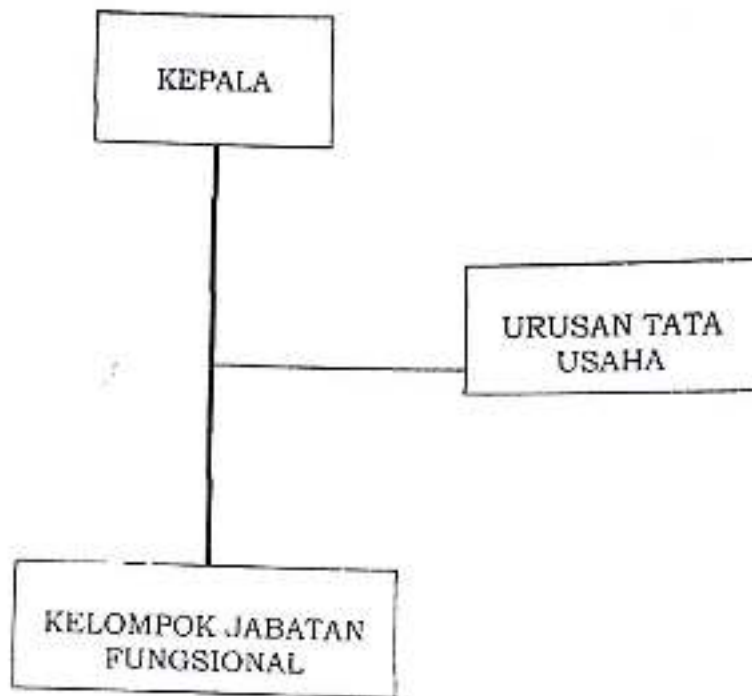 KEPALA
URUSAN TATA
USAHA
KELOMPOK JABATAN
FUNGSIONAL